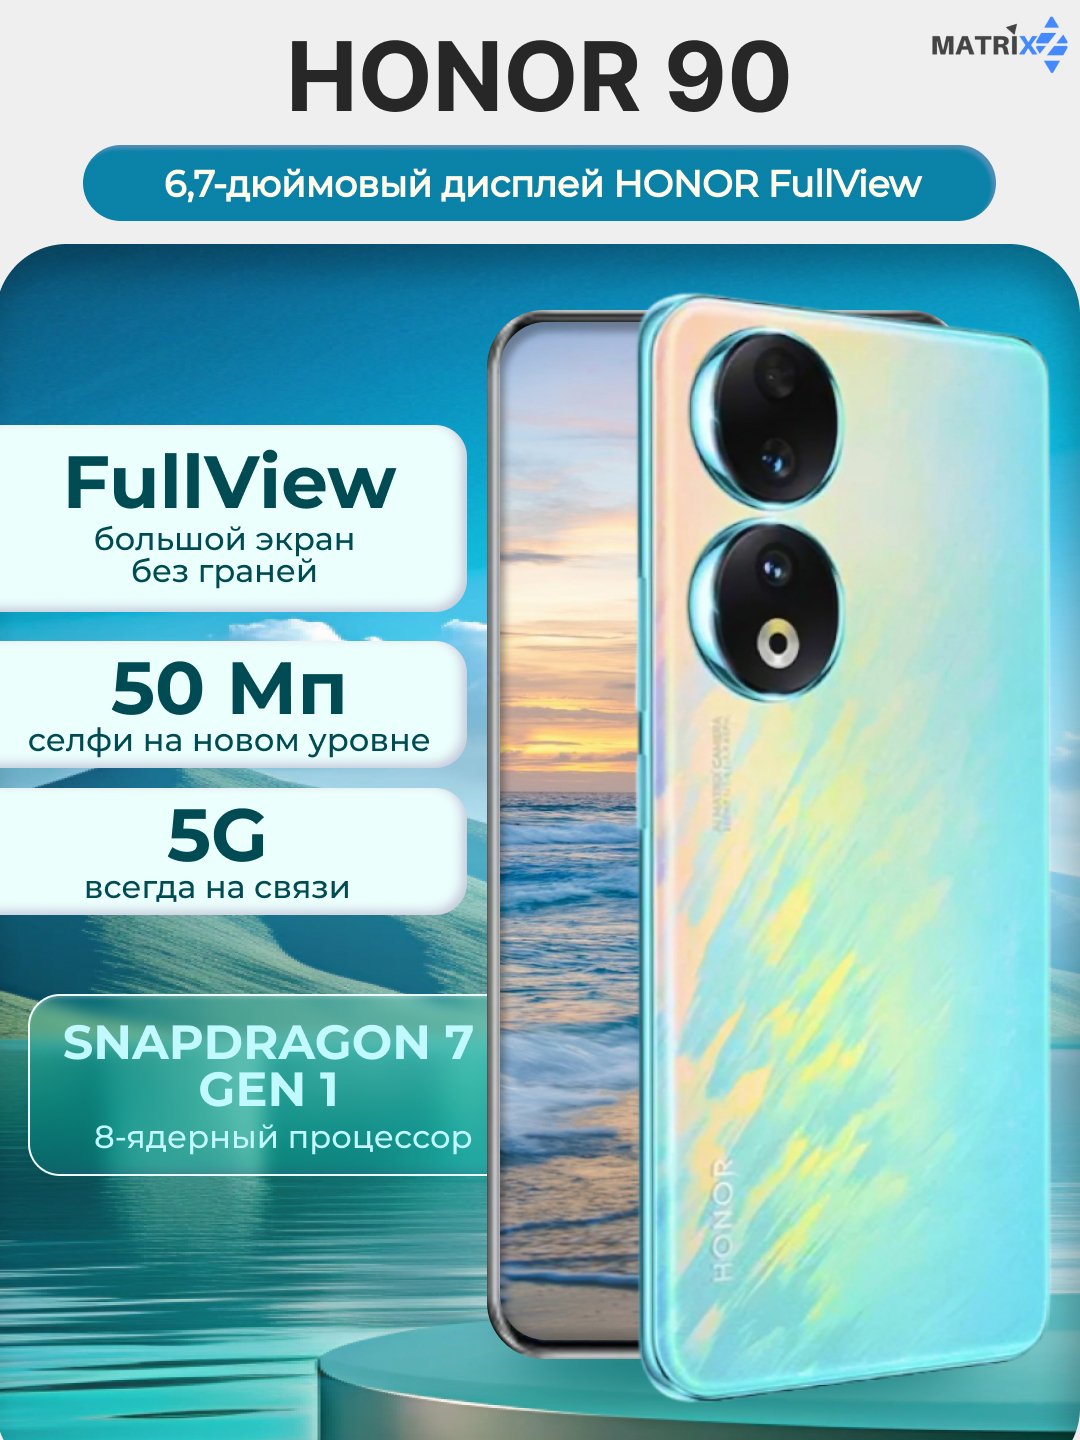 MATRIX
HONOR 90
6,7-дюймовый дисплей HONOR FullView
FullView
большой экран
без граней
50 Мп
селфи на новом уровне
5G
всегда на связи
SNAPDRAGON 7
GEN 1
8-ядерный процессор
HONOR